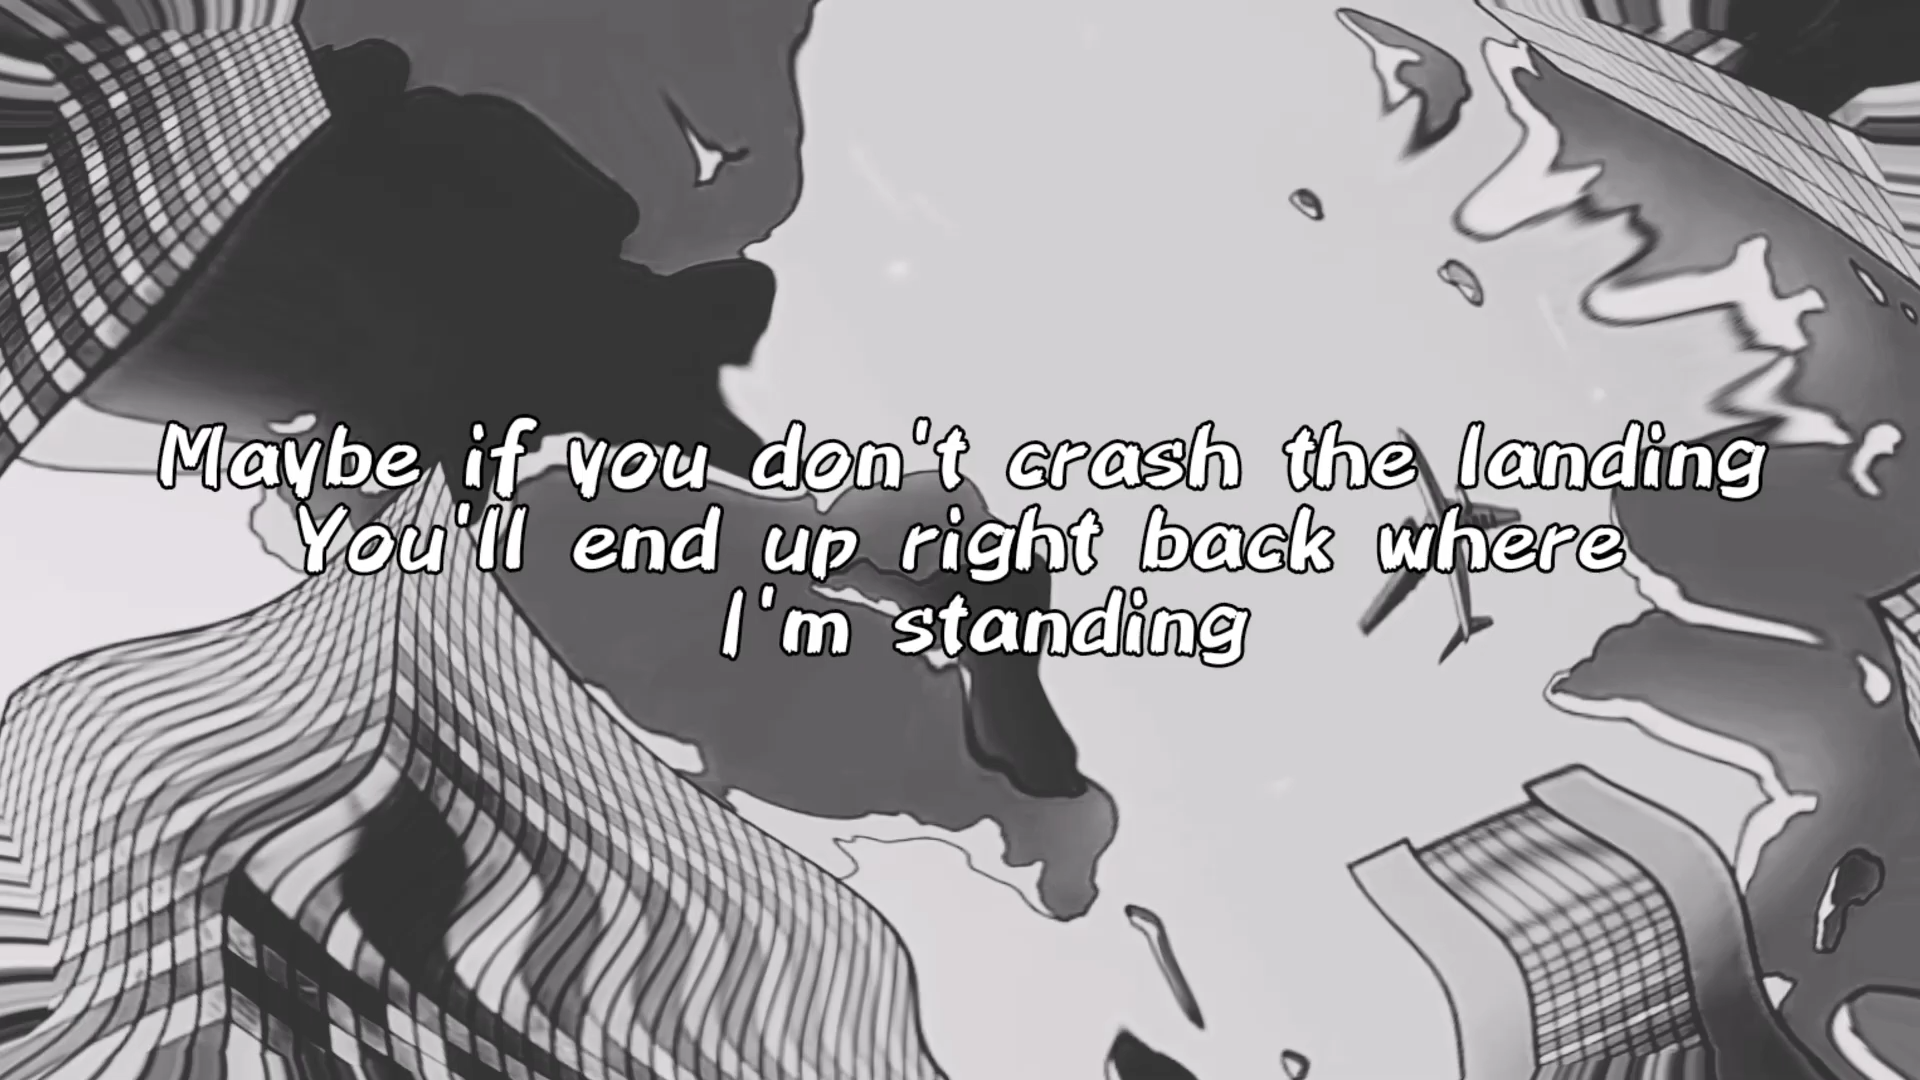 Maybe if you don't crash the landing
You'll end up right back where
I'm standing